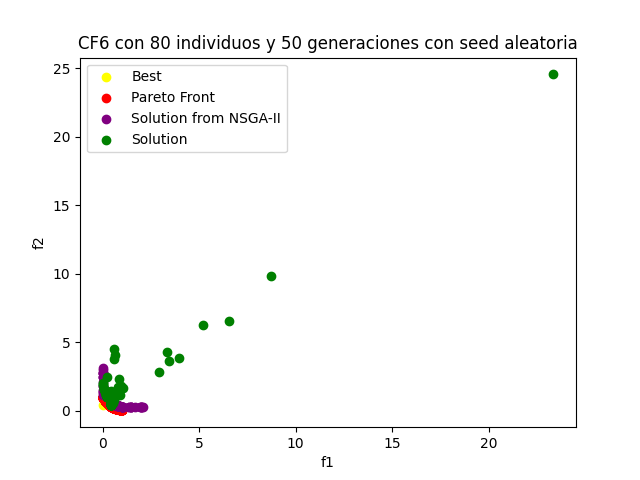 CF6 con 80 individuos y 50 generaciones con seed aleatoria
Best
Pareto Front
Solution from NSGA-II
Solution
25
20
15
10
5
0
f2
0 5 10 15 20
f1